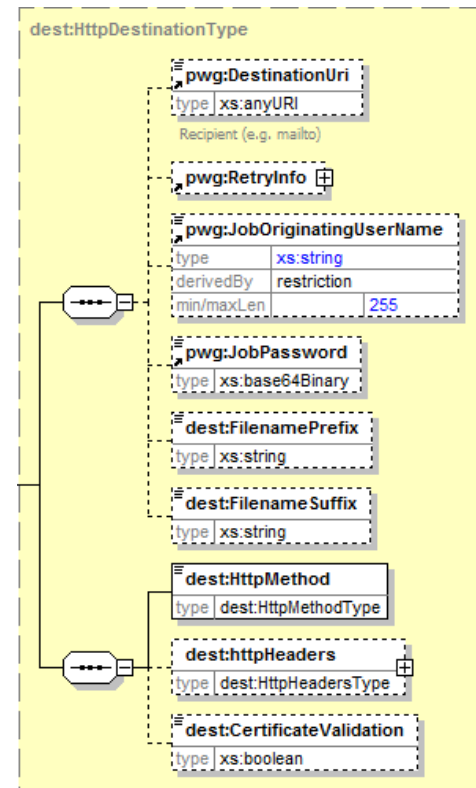 dest:HttpDestinationType
pwg:DestinationUri
type xs:anyURI
Recipient (e.g. mailto)
pwg:RetryInfo
pwg:JobOriginatingUserName
type xs:string
derivedBy restriction
min/maxLen 255
pwg:JobPassword
type xs:base64Binary
dest:FilenamePrefix
type xs:string
dest:FilenameSuffix
type xs:string
dest:HttpMethod
type dest:HttpMethodType
dest:httpHeaders
type dest:HttpHeadersType
dest:CertificateValidation
type xs:boolean